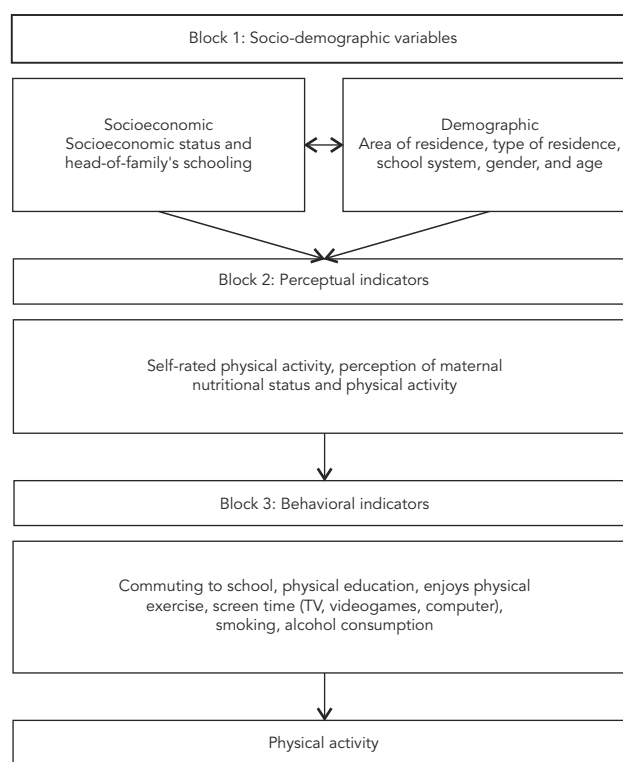 Block 1: Socio-demographic variables
Socioeconomic
Socioeconomic status and
head-of-family's schooling
Demographic
Area of residence, type of residence,
school system, gender, and age
Block 2: Perceptual indicators
Self-rated physical activity, perception of maternal
nutritional status and physical activity
Block 3: Behavioral indicators
Commuting to school, physical education, enjoys physical
exercise, screen time (TV, videogames, computer),
smoking, alcohol consumption
Physical activity